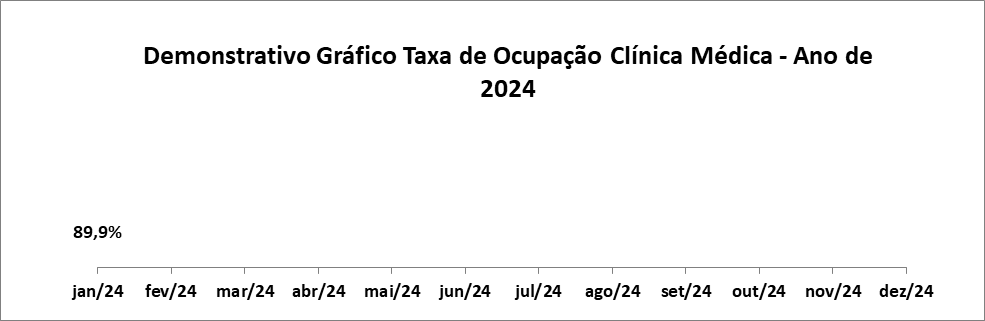 Demonstrativo Gráfico Taxa de Ocupação Clínica Médica - Ano de
2024
89,9%
jan/24 fev/24 mar/24 abr/24 mai/24 jun/24 jul/24 ago/24 set/24 out/24 nov/24 dez/24